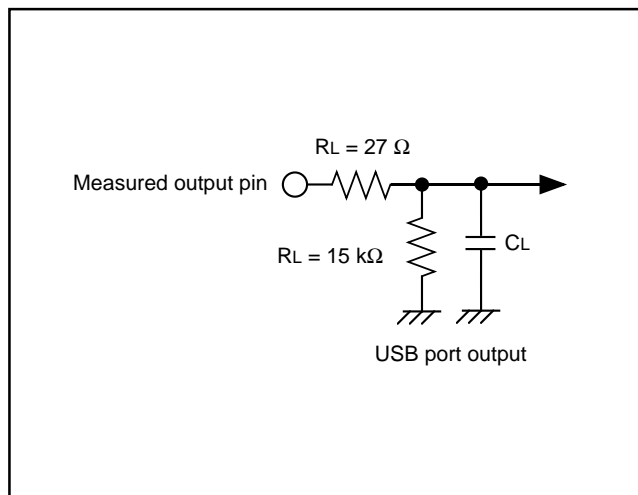 RL = 27 Ω
Measured output pin
RL = 15 kΩ
CL
USB port output